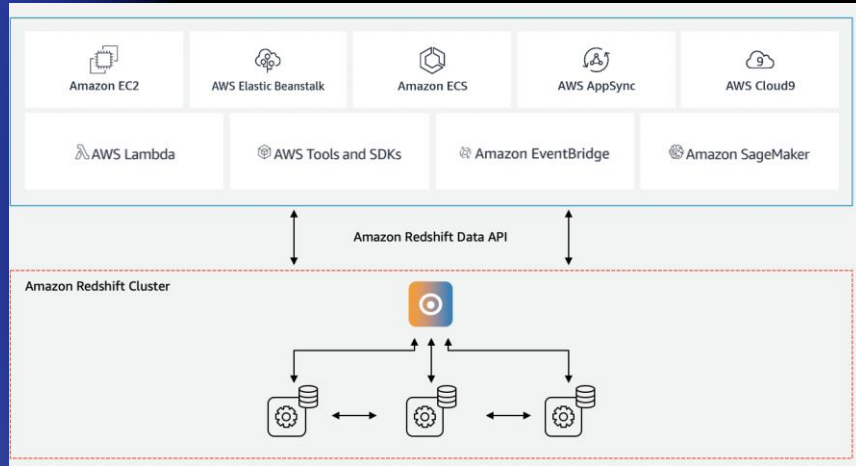 Amazon EC2
AWS Elastic Beanstalk
Amazon ECS
AWS AppSync
9
AWS Cloud9
AWS Lambda
AWS Tools and SDKs
Amazon EventBridge
Amazon SageMaker
Amazon Redshift Data API
Amazon Redshift Cluster